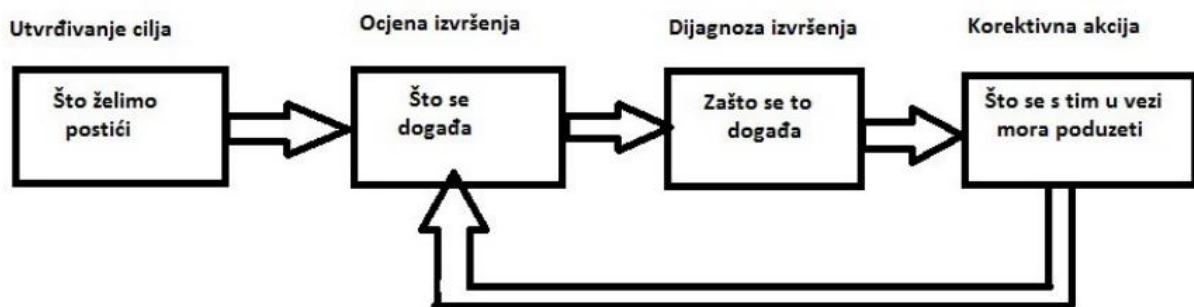 Utvrđivanje cilja
Ocjena izvršenja
Dijagnoza izvršenja
Korektivna akcija
Što želimo
postići
Što se
događa
Zašto se to
događa
Što se s tim u vezi
mora poduzeti